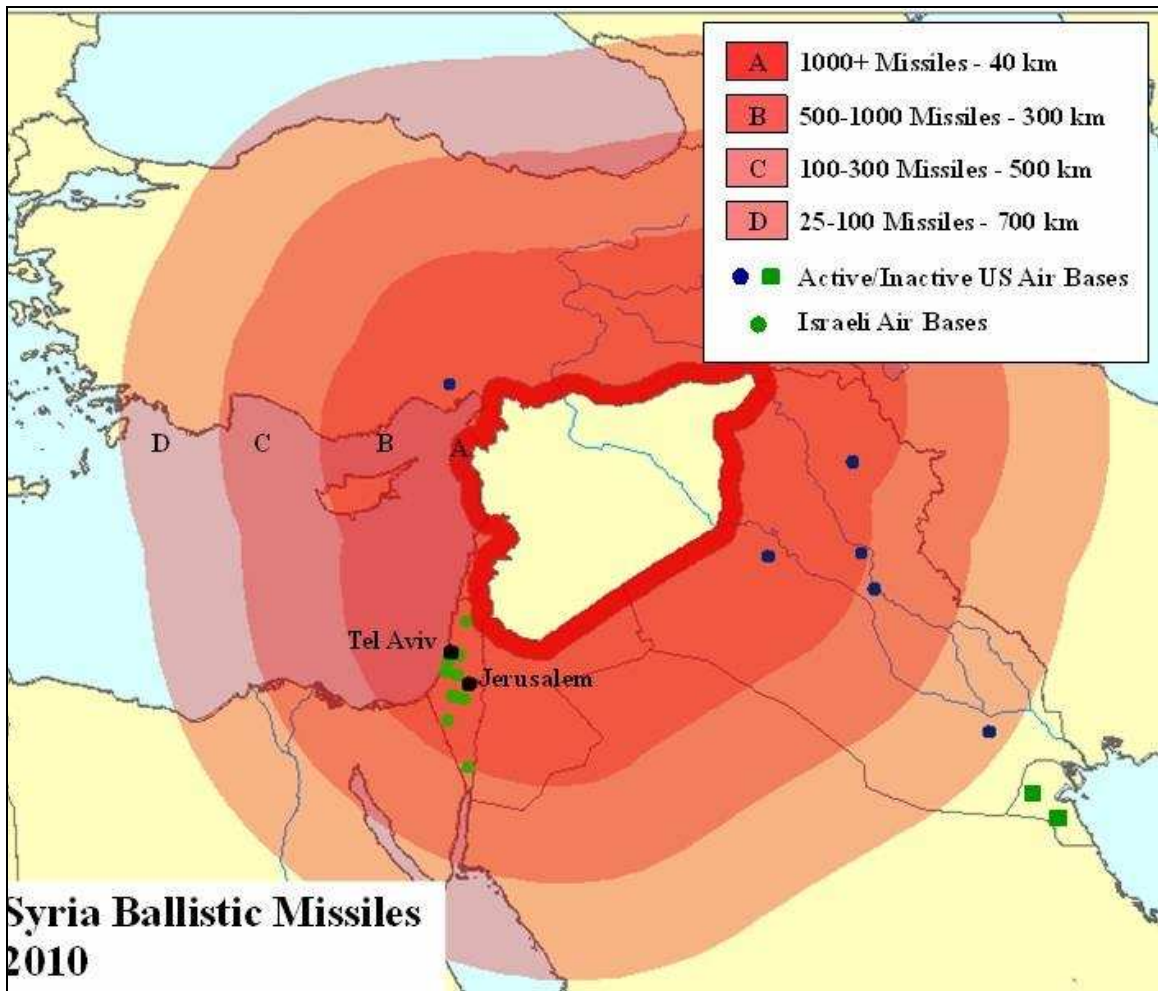 A 1000+ Missiles - 40 km
B 500-1000 Missiles - 300 km
C 100-300 Missiles - 500 km
D 25-100 Missiles - 700 km
Active/Inactive US Air Bases
Israeli Air Bases
D C B A
Tel Aviv
Jerusalem
Syria Ballistic Missiles
2010